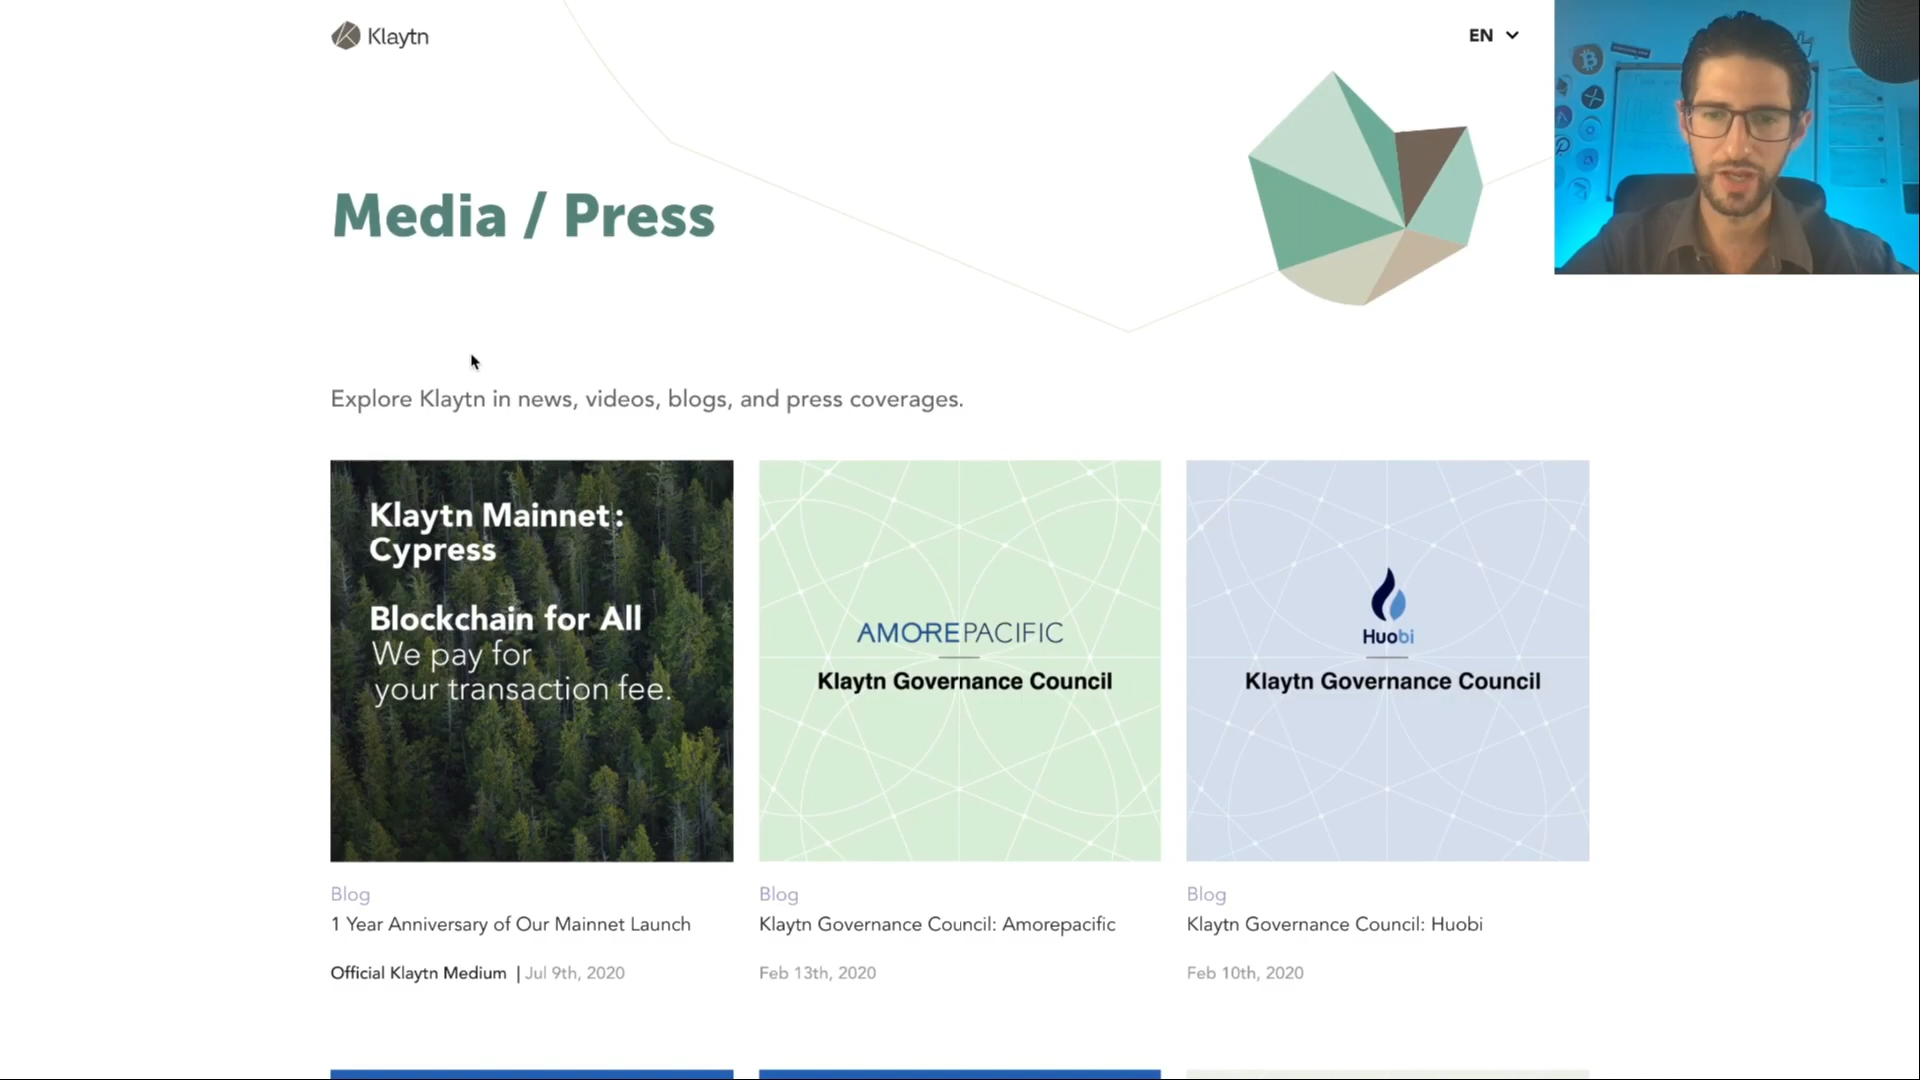 Klaytn
EN
Media / Press
Explore Klaytn in news, videos, blogs, and press coverages.
Klaytn Mainnet:
Cypress
Blockchain for All
We pay for
your transaction fee.
AMOREPACIFIC
Klaytn Governance Council
Huobi
Klaytn Governance Council
Blog
1 Year Anniversary of Our Mainnet Launch
Official Klaytn Medium | Jul 9th, 2020
Blog
Klaytn Governance Council: Amorepacific
Feb 13th, 2020
Blog
Klaytn Governance Council: Huobi
Feb 10th, 2020